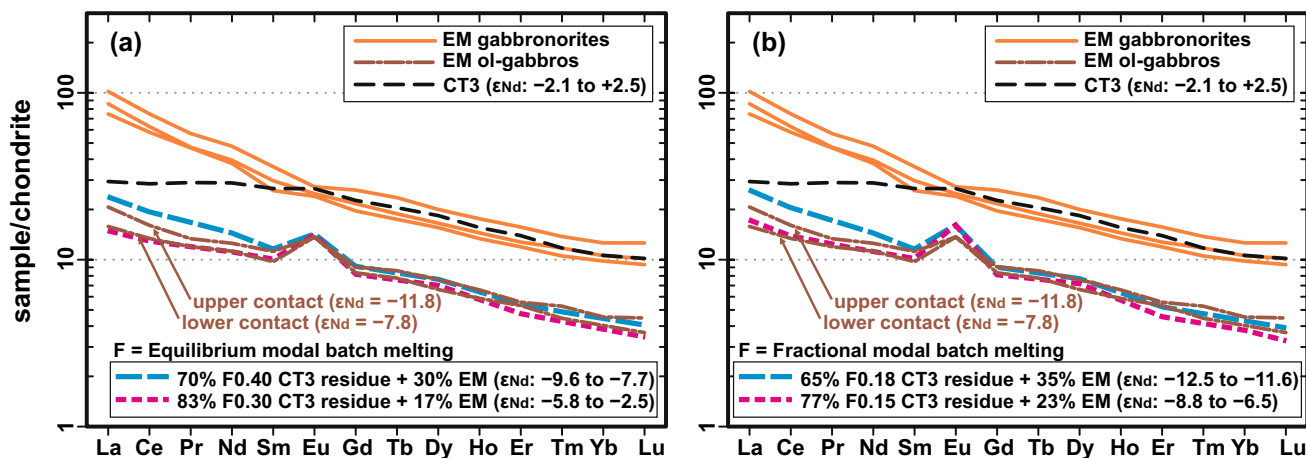 sample/chondrite
(a)
EM gabbronorites
EM ol-gabbros
CT3 (εNd: −2.1 to +2.5)
100
10
1
upper contact (εNd = −11.8)
lower contact (εNd = −7.8)
F = Equilibrium modal batch melting
70% F0.40 CT3 residue + 30% EM (εNd: −9.6 to −7.7)
83% F0.30 CT3 residue + 17% EM (εNd: −5.8 to −2.5)
La Ce Pr Nd Sm Eu Gd Tb Dy Ho Er Tm Yb Lu
(b)
EM gabbronorites
EM ol-gabbros
CT3 (εNd: −2.1 to +2.5)
100
10
1
upper contact (εNd = −11.8)
lower contact (εNd = −7.8)
F = Fractional modal batch melting
65% F0.18 CT3 residue + 35% EM (εNd: −12.5 to −11.6)
77% F0.15 CT3 residue + 23% EM (εNd: −8.8 to −6.5)
La Ce Pr Nd Sm Eu Gd Tb Dy Ho Er Tm Yb Lu